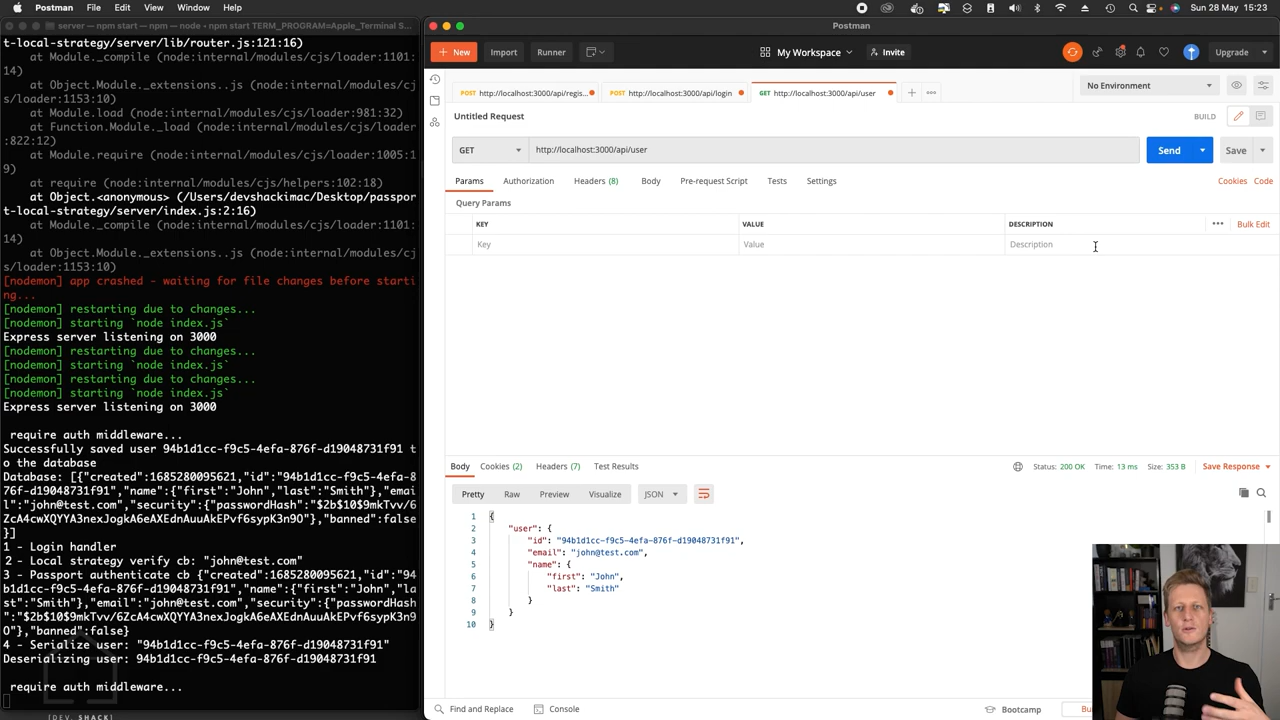 Postman File Edit View Window Help
Sun 28 May 15:23
server — npm start — npm — node ◂ npm start TERM_PROGRAM=Apple_Terminal S...
t-local-strategy/server/lib/router.js:121:16)
    at Module._compile (node:internal/modules/cjs/loader:1101:
14)
    at Object.Module._extensions..js (node:internal/modules/cj
s/loader:1153:10)
    at Module.load (node:internal/modules/cjs/loader:981:32)
    at Function.Module._load (node:internal/modules/cjs/loader
:822:12)
    at Module.require (node:internal/modules/cjs/loader:1005:1
9)
    at require (node:internal/modules/cjs/helpers:102:18)
    at Object.<anonymous> (/Users/devshackimac/Desktop/passpor
t-local-strategy/server/index.js:2:16)
    at Module._compile (node:internal/modules/cjs/loader:1101:
14)
    at Object.Module._extensions..js (node:internal/modules/cj
s/loader:1153:10)
[nodemon] app crashed - waiting for file changes before starti
ng...
[nodemon] restarting due to changes...
[nodemon] starting `node index.js`
Express server listening on 3000
[nodemon] restarting due to changes...
[nodemon] starting `node index.js`
[nodemon] restarting due to changes...
[nodemon] starting `node index.js`
Express server listening on 3000
 require auth middleware...
Successfully saved user 94b1d1cc-f9c5-4efa-876f-d19048731f91 t
o the database
Database: [{"created":1685280095621,"id":"94b1d1cc-f9c5-4efa-8
76f-d19048731f91","name":{"first":"John","last":"Smith"},"emai
l":"john@test.com","security":{"passwordHash":"$2b$10$9mkTvv/6
ZcA4cwXQYYA3nexJogkA6eAXEdnAuuAkEPvf6sypK3n9O"},"banned":false
}]
1 - Login handler
2 - Local strategy verify cb: "john@test.com"
3 - Passport authenticate cb {"created":1685280095621,"id":"94
b1d1cc-f9c5-4efa-876f-d19048731f91","name":{"first":"John","la
st":"Smith"},"email":"john@test.com","security":{"passwordHash
":"$2b$10$9mkTvv/6ZcA4cwXQYYA3nexJogkA6eAXEdnAuuAkEPvf6sypK3n9
O"},"banned":false}
4 - Serialize user: "94b1d1cc-f9c5-4efa-876f-d19048731f91"
Deserializing user: 94b1d1cc-f9c5-4efa-876f-d19048731f91
 require auth middleware...
[DEV. SHACK]
Postman
New Import Runner My Workspace Invite Upgrade
POST http://localhost:3000/api/regis... POST http://localhost:3000/api/login GET http://localhost:3000/api/user No Environment
Untitled Request BUILD
GET http://localhost:3000/api/user Send Save
Params Authorization Headers (8) Body Pre-request Script Tests Settings Cookies Code
Query Params
KEY VALUE DESCRIPTION Bulk Edit
Key Value Description
Body Cookies (2) Headers (7) Test Results Status: 200 OK Time: 13 ms Size: 353 B Save Response
Pretty Raw Preview Visualize JSON
1 {
2     "user": {
3         "id": "94b1d1cc-f9c5-4efa-876f-d19048731f91",
4         "email": "john@test.com",
5         "name": {
6             "first": "John",
7             "last": "Smith"
8         }
9     }
10 }
Find and Replace Console Bootcamp